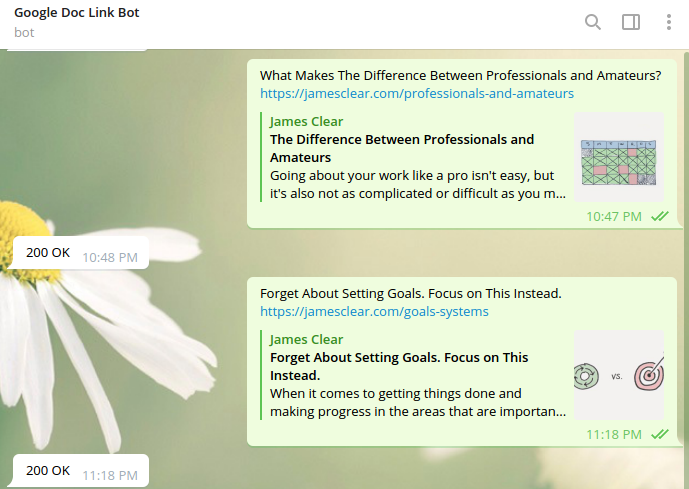 Google Doc Link Bot
bot
What Makes The Difference Between Professionals and Amateurs?
https://jamesclear.com/professionals-and-amateurs
James Clear
The Difference Between Professionals and
Amateurs
Going about your work like a pro isn't easy, but
it's also not as complicated or difficult as you m...
10:47 PM
200 OK 10:48 PM
Forget About Setting Goals. Focus on This Instead.
https://jamesclear.com/goals-systems
James Clear
Forget About Setting Goals. Focus on This
Instead.
When it comes to getting things done and
making progress in the areas that are importan...
vs.
11:18 PM
200 OK 11:18 PM